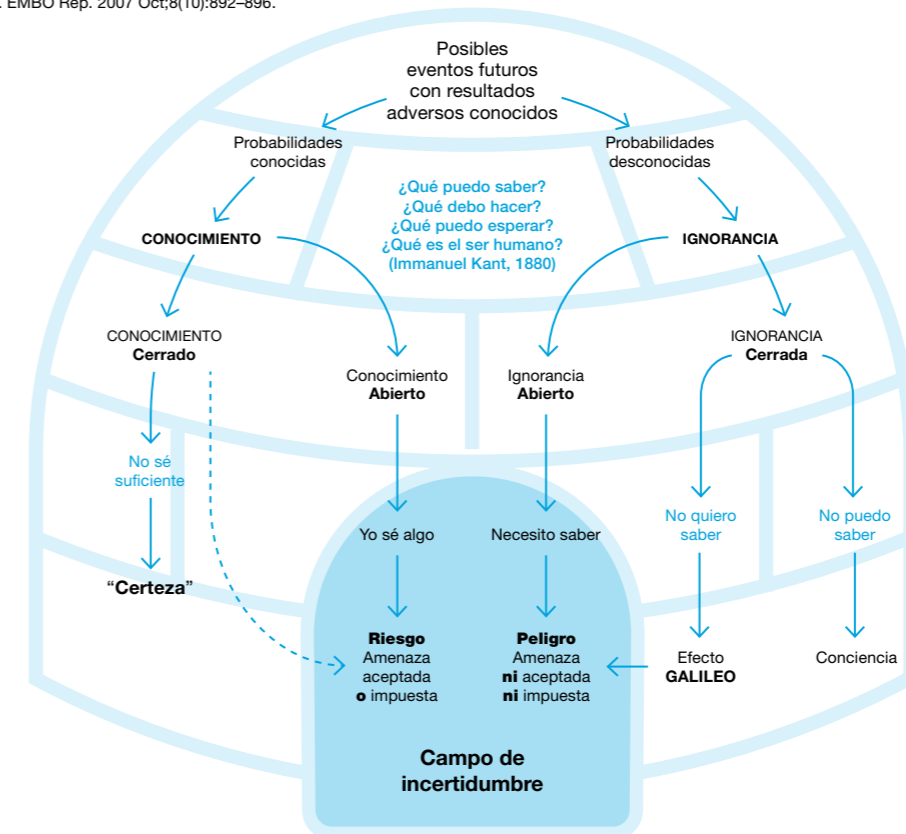 . EMBO Rep. 2007 Oct;8(10):892–896.
Posibles
eventos futuros
con resultados
adversos conocidos
Probabilidades
conocidas
Probabilidades
desconocidas
¿Qué puedo saber?
¿Qué debo hacer?
¿Qué puedo esperar?
¿Qué es el ser humano?
(Immanuel Kant, 1880)
CONOCIMIENTO
IGNORANCIA
CONOCIMIENTO
Cerrado
Conocimiento
Abierto
Ignorancia
Abierto
IGNORANCIA
Cerrada
No sé
suficiente
Yo sé algo
Necesito saber
No quiero
saber
No puedo
saber
“Certeza”
Riesgo
Amenaza
aceptada
o impuesta
Peligro
Amenaza
ni aceptada
ni impuesta
Efecto
GALILEO
Conciencia
Campo de
incertidumbre